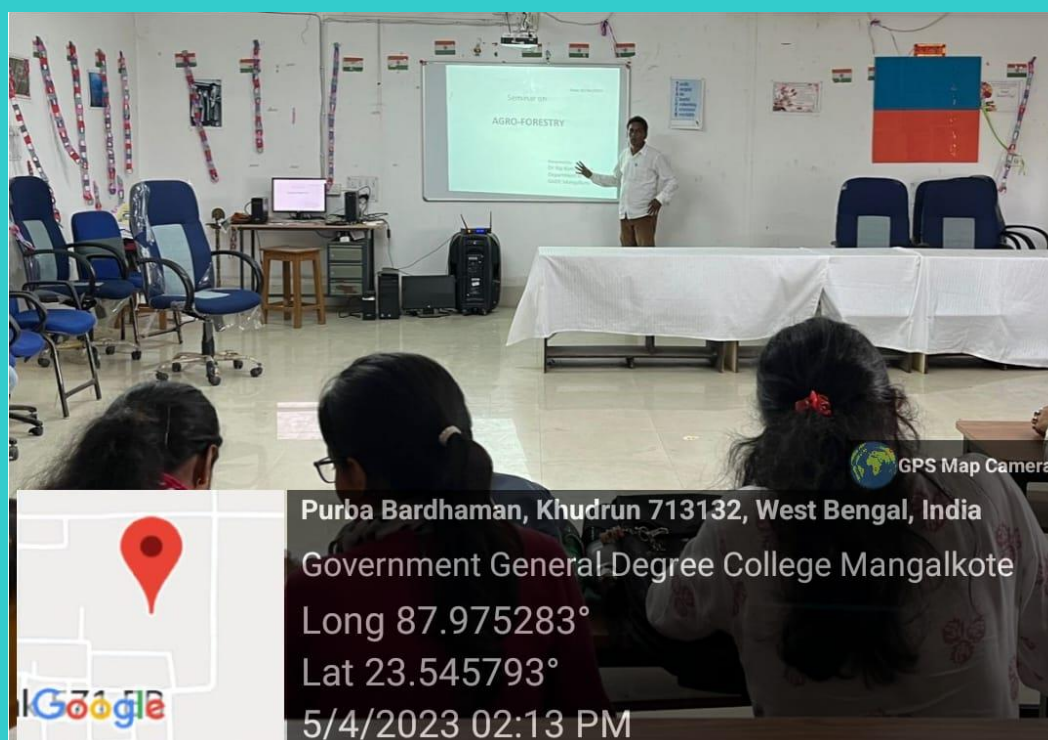 Seminar on
AGRO-FORESTRY
GPS Map Camera
Purba Bardhaman, Khudrun 713132, West Bengal, India
Government General Degree College Mangalkote
Long 87.975283°
Lat 23.545793°
5/4/2023 02:13 PM
Google